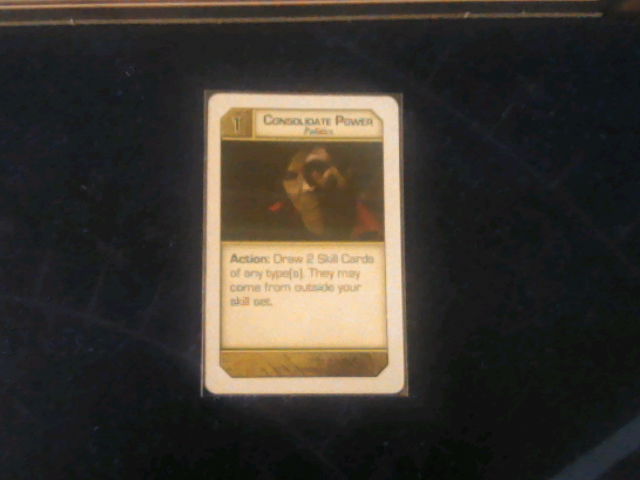 1
CONSOLIDATE POWER
Politics
Action: Draw 2 Skill Cards
of any type(s). They may
come from outside your
skill set.